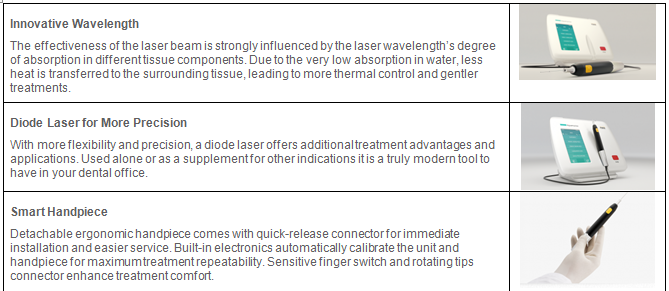 Innovative Wavelength
The effectiveness of the laser beam is strongly influenced by the laser wavelength's degree
of absorption in different tissue components. Due to the very low absorption in water, less
heat is transferred to the surrounding tissue, leading to more thermal control and gentler
treatments.
Diode Laser for More Precision
With more flexibility and precision, a diode laser offers additional treatment advantages and
applications. Used alone or as a supplement for other indications it is a truly modern tool to
have in your dental office.
Smart Handpiece
Detachable ergonomic handpiece comes with quick-release connector for immediate
installation and easier service. Built-in electronics automatically calibrate the unit and
handpiece for maximum treatment repeatability. Sensitive finger switch and rotating tips
connector enhance treatment comfort.